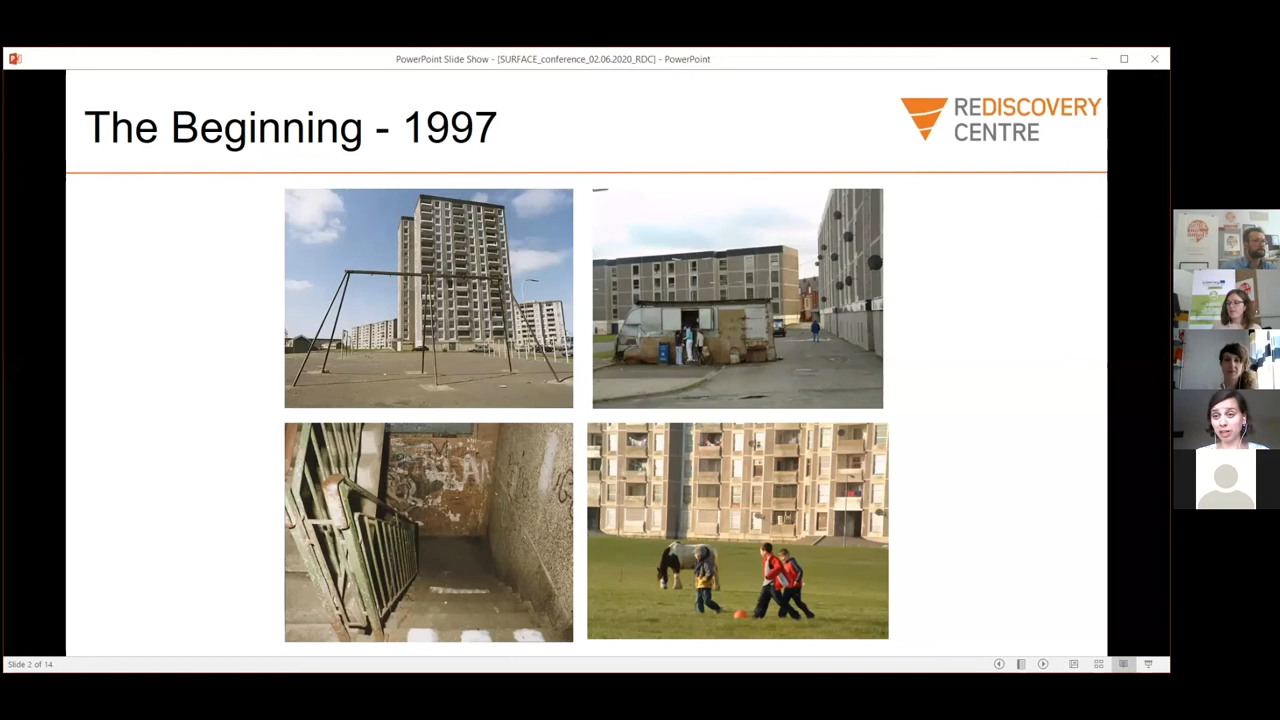 PowerPoint Slide Show - [SURFACE_conference_02.06.2020_RDC] - PowerPoint
The Beginning - 1997
REDISCOVERY
CENTRE
Slide 2 of 14